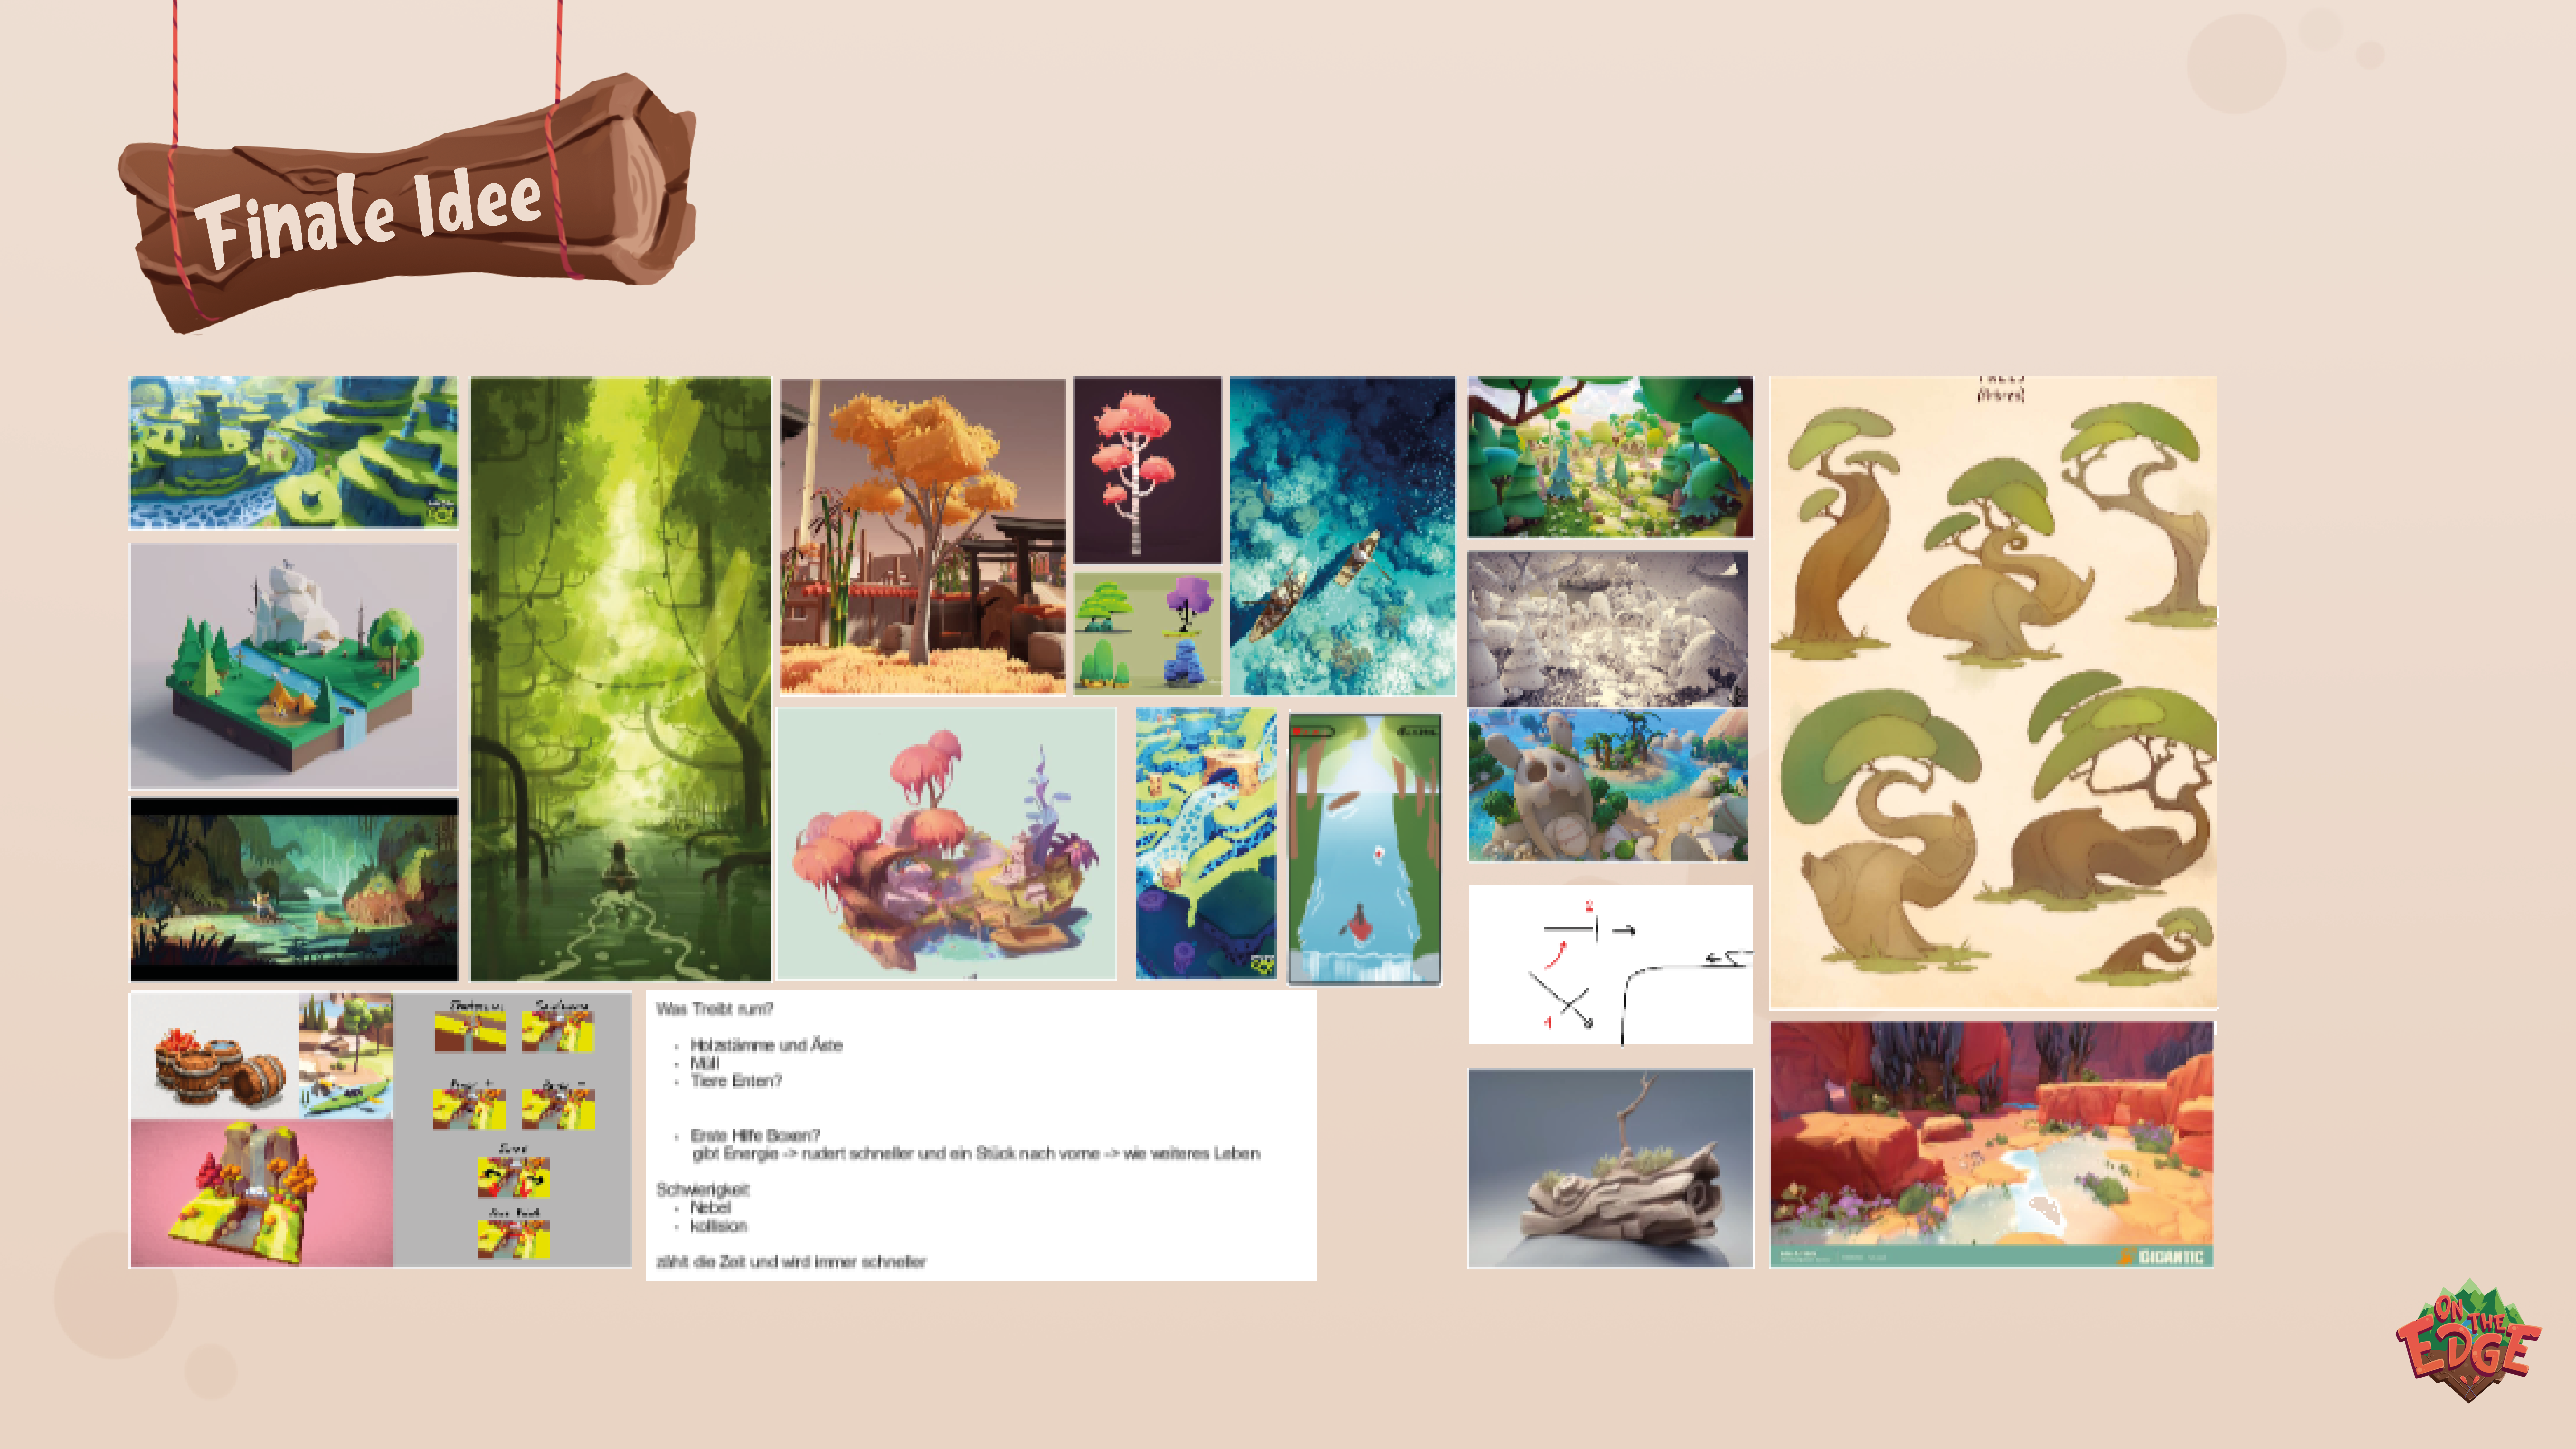 Finale Idee
Was Treibt rum?
• Holzstämme und Äste
• Müll
• Tiere Enten?
• Erste Hilfe Boxen?
gibt Energie -> rudert schneller und ein Stück nach vorne -> wie weiteres Leben
Schwierigkeit
• Nebel
• kollision
zählt die Zeit und wird immer schneller
2
1
GIGANTIC
ON THE
EDGE